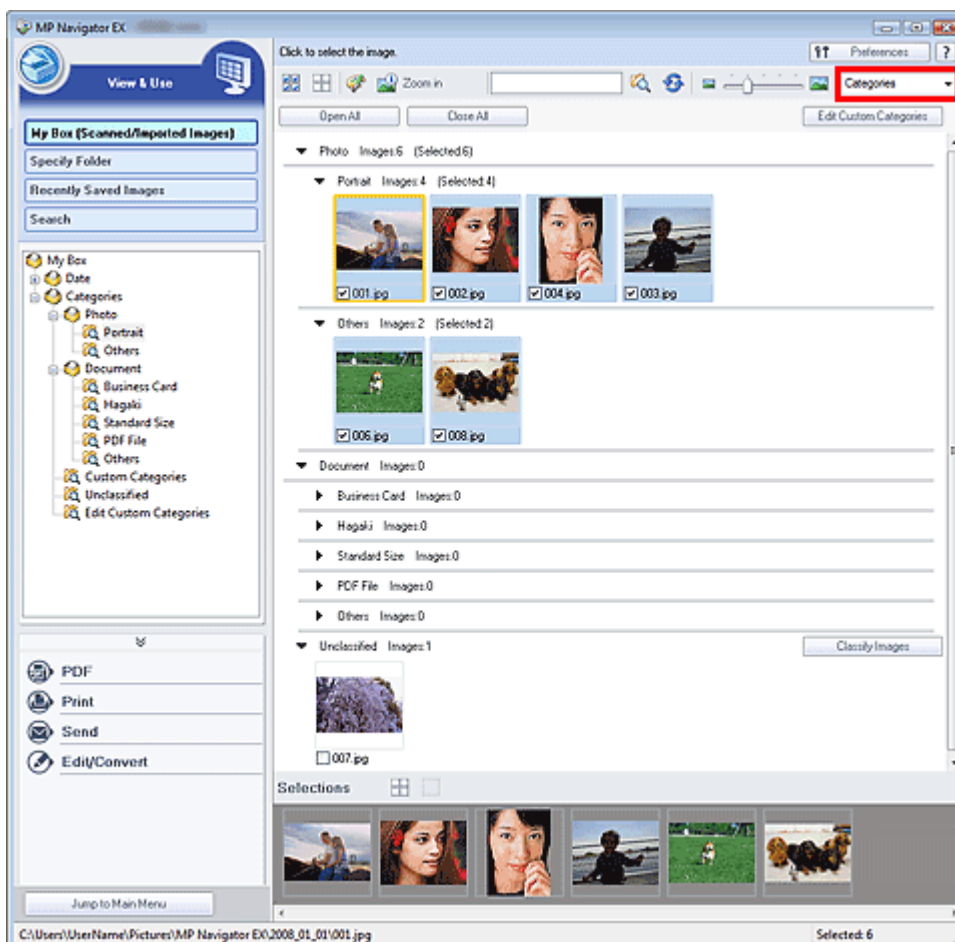 MP Navigator EX
Click to select the image.
Preferences
?
View & Use
Zoom in
Categories
Open All
Close All
Edit Custom Categories
My Box (Scanned/Imported Images)
Specify Folder
Recently Saved Images
Search
My Box
Date
Categories
Photo
Portrait
Others
Document
Business Card
Hagaki
Standard Size
PDF File
Others
Custom Categories
Unclassified
Edit Custom Categories
PDF
Print
Send
Edit/Convert
Jump to Main Menu
Photo Images:6 (Selected:6)
Portrait Images:4 (Selected:4)
001.jpg 002.jpg 004.jpg 003.jpg
Others Images:2 (Selected:2)
006.jpg 008.jpg
Document Images:0
Business Card Images:0
Hagaki Images:0
Standard Size Images:0
PDF File Images:0
Others Images:0
Unclassified Images:1
Classify Images
007.jpg
Selections
C:\Users\UserName\Pictures\MP Navigator EX\2008_01_01\001.jpg
Selected: 6